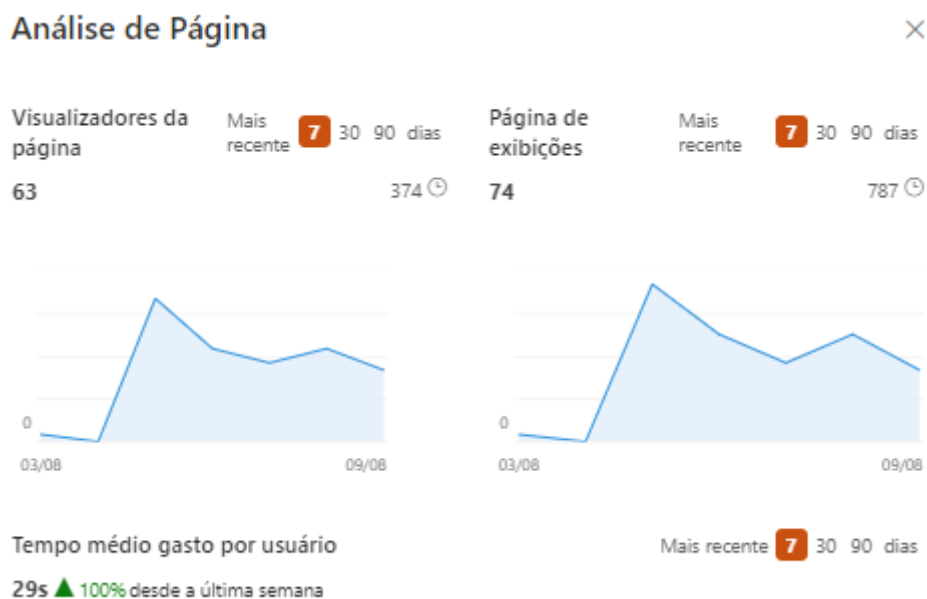 Análise de Página
Visualizadores da página
Mais recente 7 30 90 dias
63
374
0
03/08 09/08
Página de exibições
Mais recente 7 30 90 dias
74
787
0
03/08 09/08
Tempo médio gasto por usuário
Mais recente 7 30 90 dias
29s 100% desde a última semana